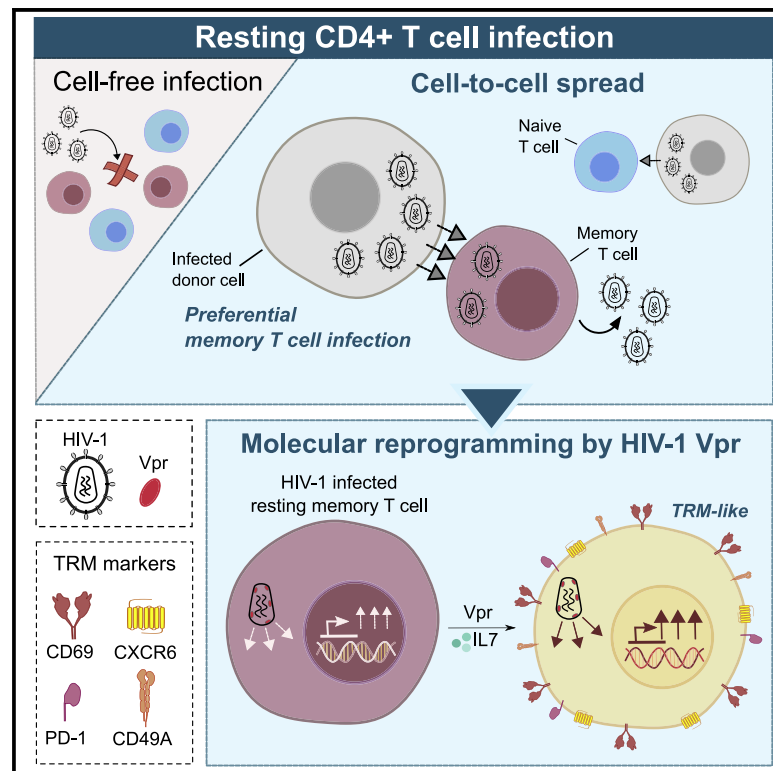 Resting CD4+ T cell infection
Cell-free infection
Cell-to-cell spread
Naive
T cell
Infected
donor cell
Memory
T cell
Preferential
memory T cell infection
HIV-1
Vpr
TRM markers
CD69
CXCR6
PD-1
CD49A
Molecular reprogramming by HIV-1 Vpr
HIV-1 infected
resting memory T cell
TRM-like
Vpr
IL7